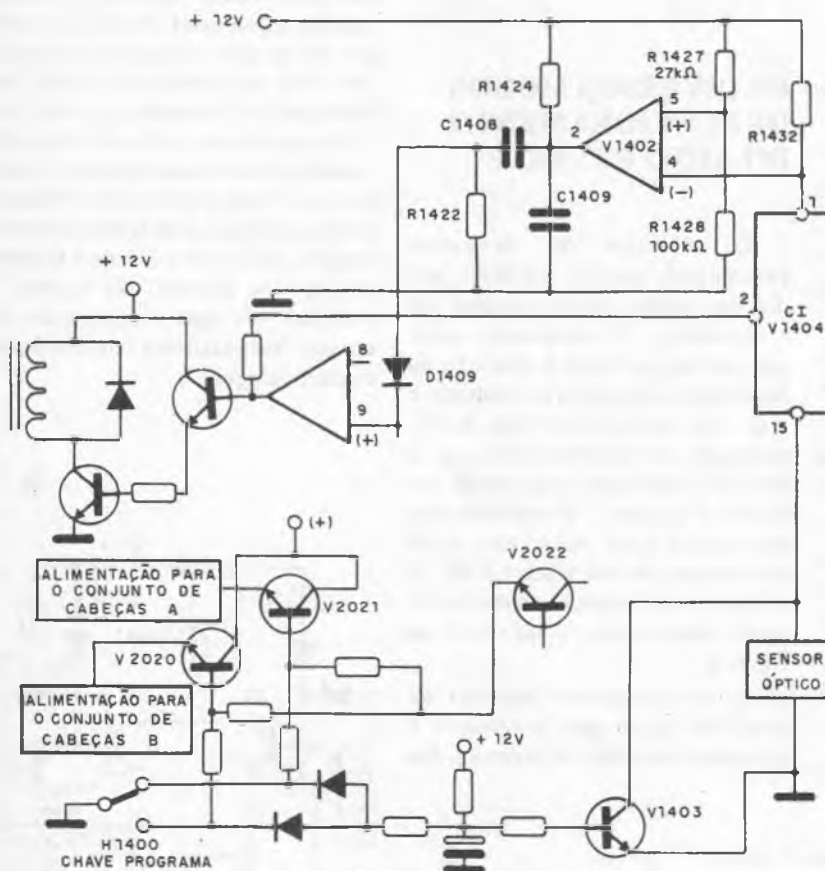 + 12V
R1424
R1427
27kΩ
R1432
C1408
2
V1402
5
(+)
4
(-)
1
C1409
R1422
R1428
100kΩ
+ 12V
2
CI
V1404
8
D1409
9
(+)
15
(+)
ALIMENTAÇÃO PARA
O CONJUNTO DE
CABEÇAS A
V2021
V2022
V 2020
SENSOR
ÓPTICO
ALIMENTAÇÃO PARA
O CONJUNTO DE
CABEÇAS B
+ 12V
V1403
H1400
CHAVE PROGRAMA